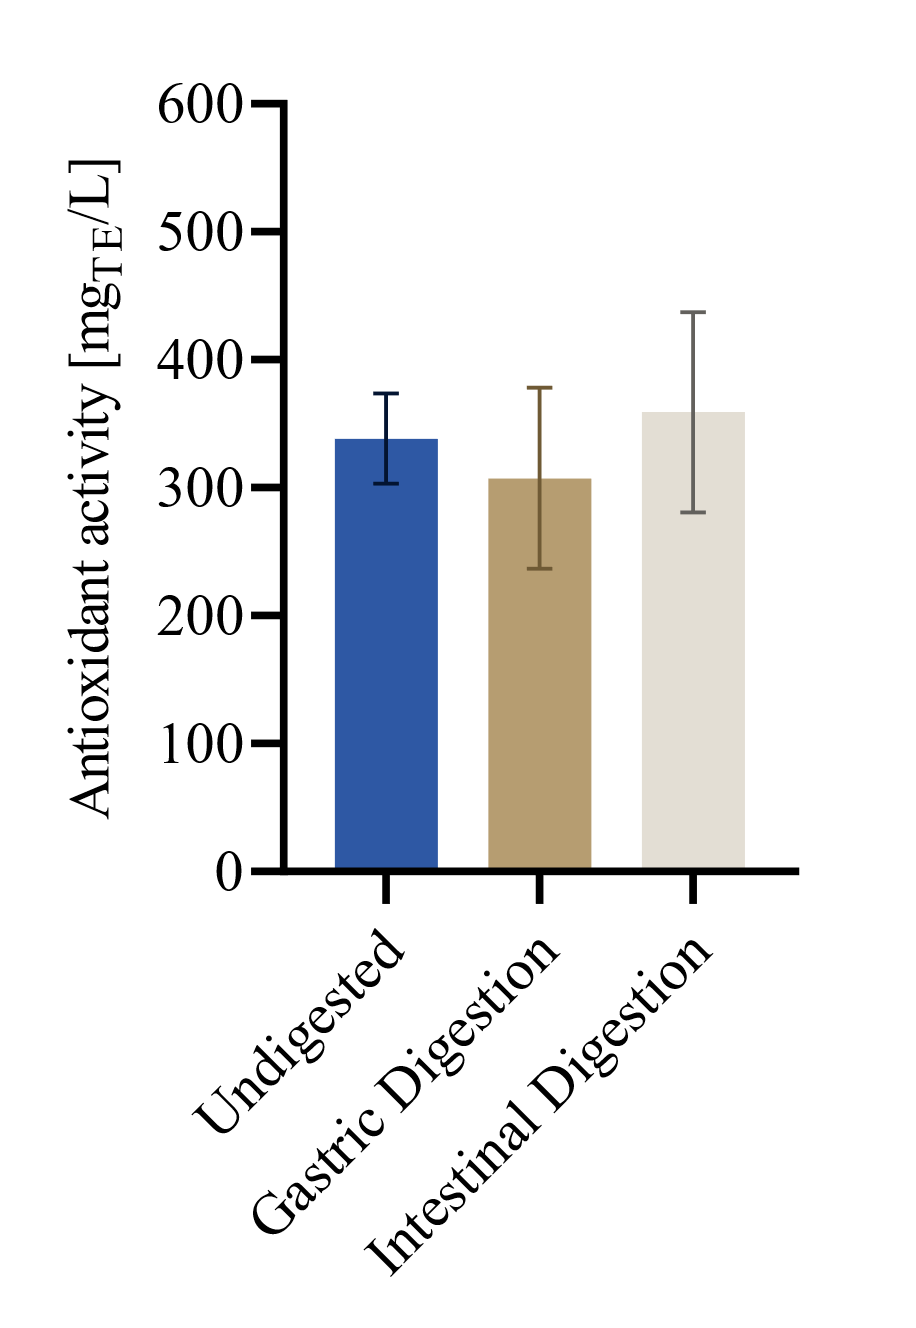 Antioxidant activity [mgTE/L]
600
500
400
300
200
100
0
Undigested
Gastric Digestion
Intestinal Digestion